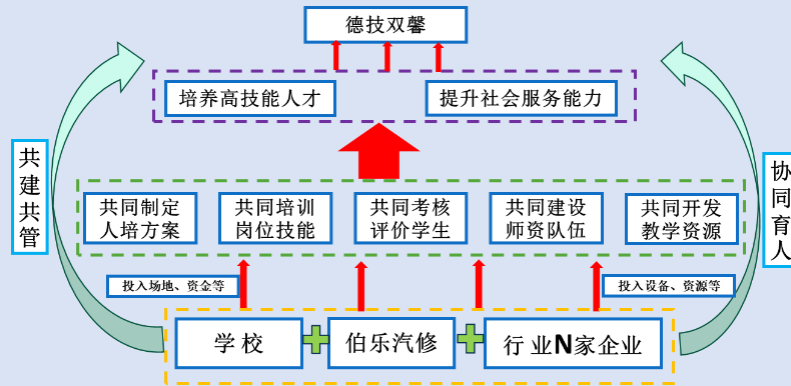 德技双馨
培养高技能人才
提升社会服务能力
共建共管
协同育人
共同制定
人培方案
共同培训
岗位技能
共同考核
评价学生
共同建设
师资队伍
共同开发
教学资源
投入场地、资金等
投入设备、资源等
学校
伯乐汽修
行业N家企业